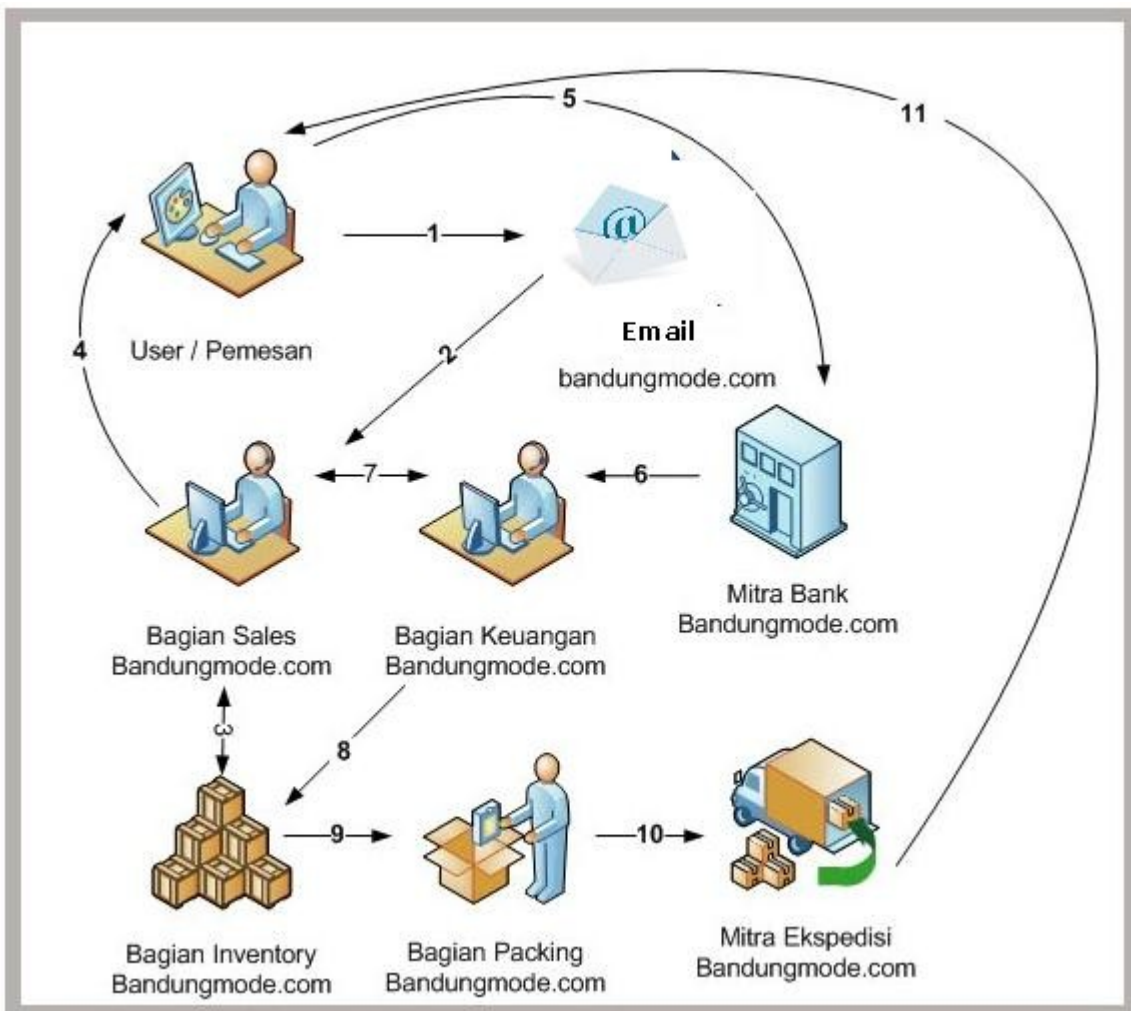 5
11
@
1
Email
bandungmode.com
User / Pemesan
4
2
7
6
Mitra Bank
Bandungmode.com
Bagian Sales
Bandungmode.com
Bagian Keuangan
Bandungmode.com
3
8
9
10
Bagian Inventory
Bandungmode.com
Bagian Packing
Bandungmode.com
Mitra Ekspedisi
Bandungmode.com